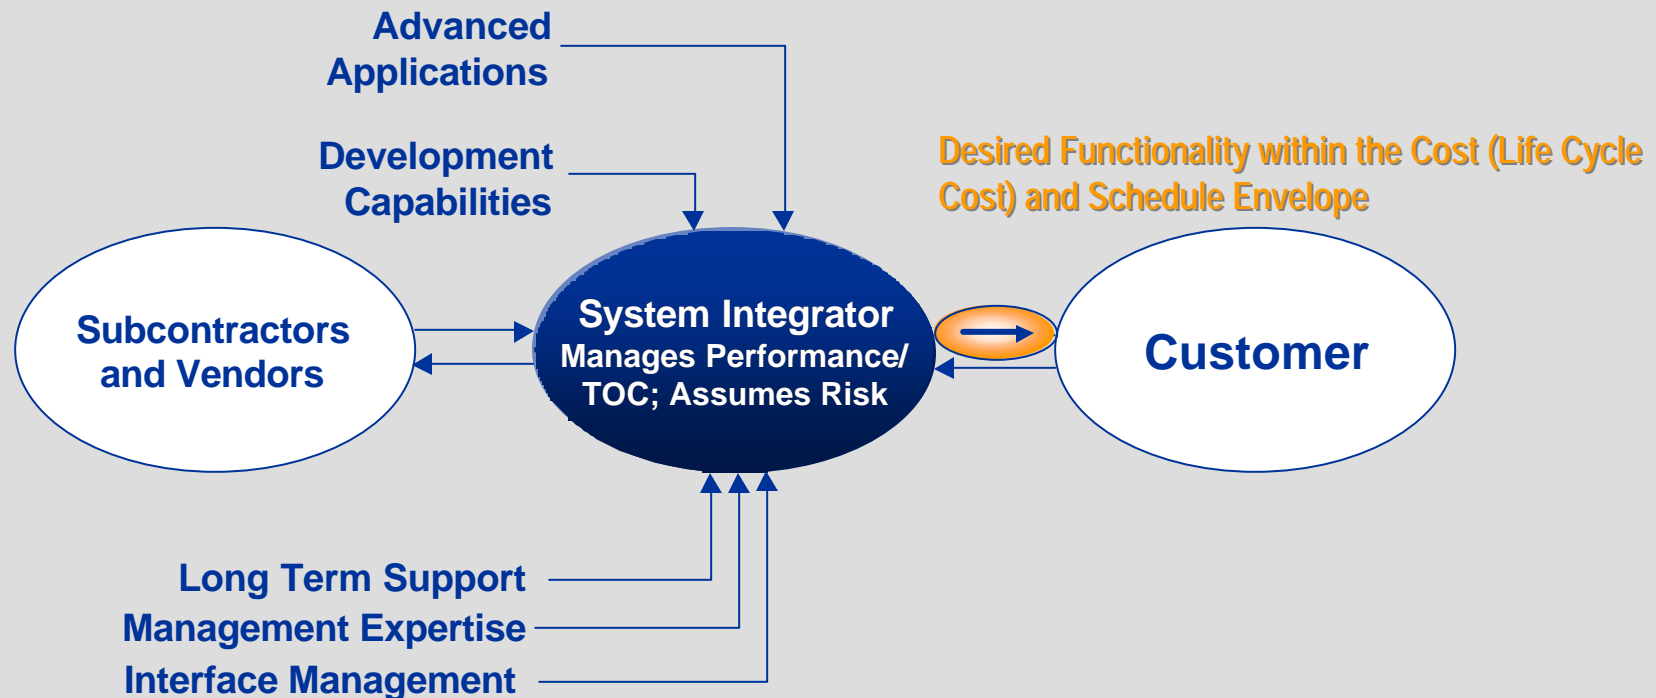 Advanced
Applications
Development
Capabilities
Desired Functionality within the Cost (Life Cycle
Cost) and Schedule Envelope
Subcontractors
and Vendors
System Integrator
Manages Performance/
TOC; Assumes Risk
Customer
Long Term Support
Management Expertise
Interface Management